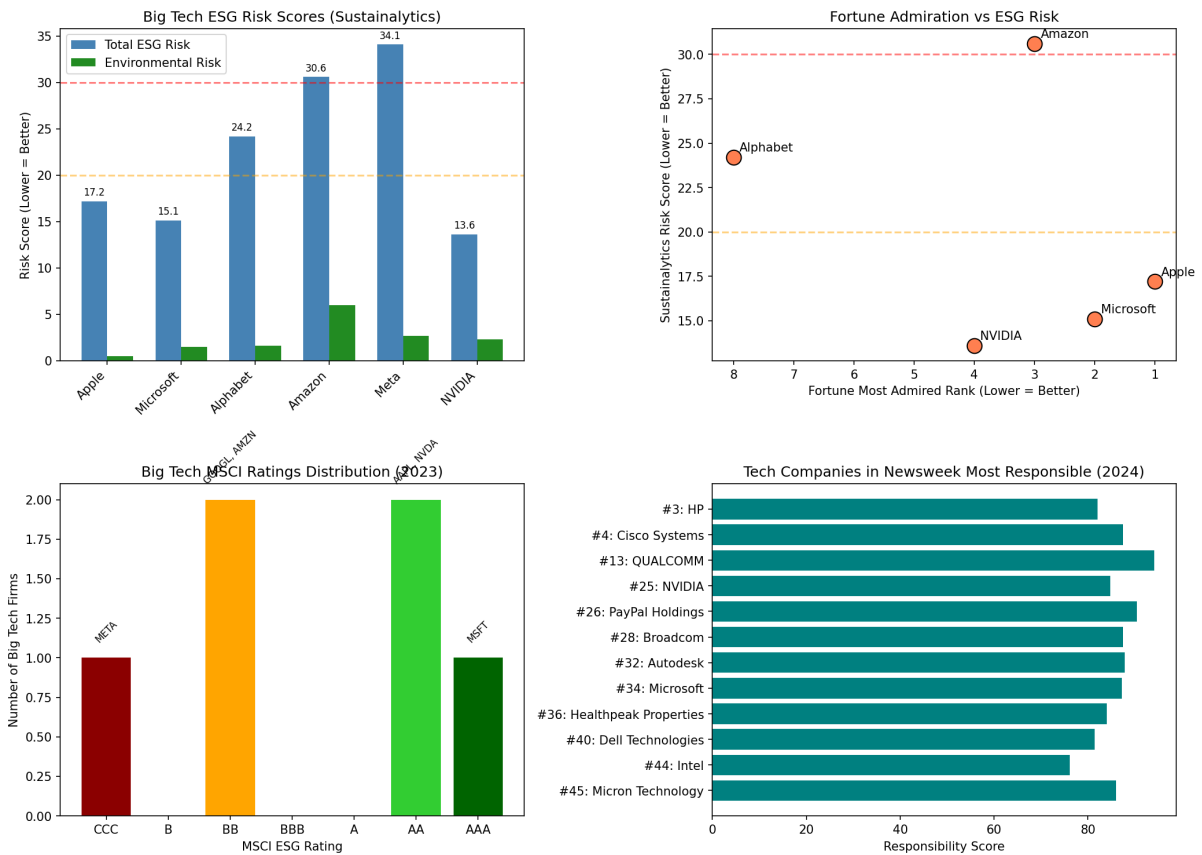 Big Tech ESG Risk Scores (Sustainalytics)
Total ESG Risk
Environmental Risk
Risk Score (Lower = Better)
35
30
25
20
15
10
5
0
17.2
15.1
24.2
30.6
34.1
13.6
Apple
Microsoft
Alphabet
Amazon
Meta
NVIDIA
Fortune Admiration vs ESG Risk
Sustainalytics Risk Score (Lower = Better)
30.0
27.5
25.0
22.5
20.0
17.5
15.0
Amazon
Alphabet
Apple
Microsoft
NVIDIA
8
7
6
5
4
3
2
1
Fortune Most Admired Rank (Lower = Better)
Big Tech MSCI Ratings Distribution (2023)
Number of Big Tech Firms
2.00
1.75
1.50
1.25
1.00
0.75
0.50
0.25
0.00
META
GOOGL, AMZN
NVDA
MSFT
CCC
B
BB
BBB
A
AA
AAA
MSCI ESG Rating
Tech Companies in Newsweek Most Responsible (2024)
#3: HP
#4: Cisco Systems
#13: QUALCOMM
#25: NVIDIA
#26: PayPal Holdings
#28: Broadcom
#32: Autodesk
#34: Microsoft
#36: Healthpeak Properties
#40: Dell Technologies
#44: Intel
#45: Micron Technology
0
20
40
60
80
Responsibility Score